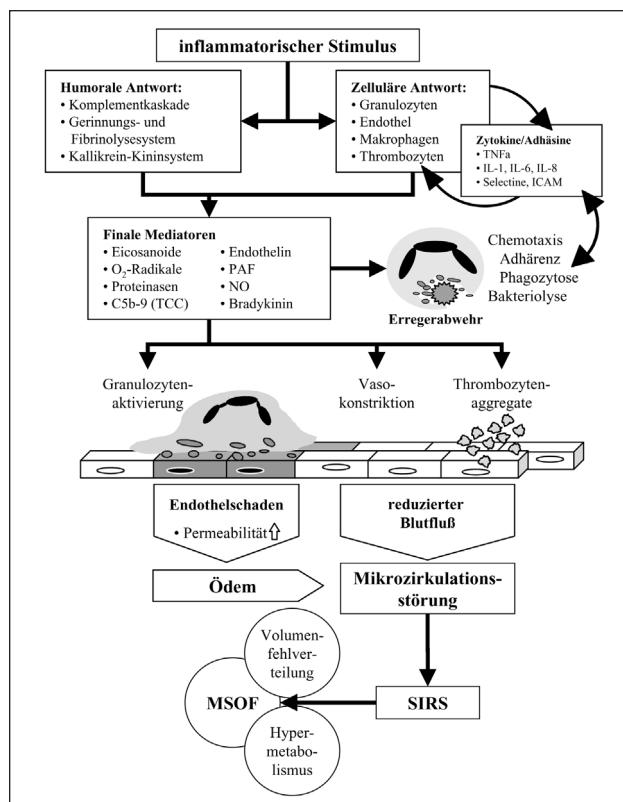 inflammatorischer Stimulus
Humorale Antwort:
• Komplementkaskade
• Gerinnungs- und
Fibrinolysesystem
• Kallikrein-Kininsystem
Zelluläre Antwort:
• Granulozyten
• Endothel
• Makrophagen
• Thrombozyten
Zytokine/Adhäsine
• TNFa
• IL-1, IL-6, IL-8
• Selectine, ICAM
Finale Mediatoren
• Eicosanoide
• O2-Radikale
• Proteinasen
• C5b-9 (TCC)
• Endothelin
• PAF
• NO
• Bradykinin
Chemotaxis
Adhärenz
Phagozytose
Bakteriolyse
Erregerabwehr
Granulozyten-
aktivierung
Vaso-
konstriktion
Thrombozyten-
aggregate
Endothelschaden
• Permeabilität
reduzierter
Blutfluß
Ödem
Mikrozirkulations-
störung
Volumen-
fehlver-
teilung
MSOF
SIRS
Hyper-
metabo-
lismus